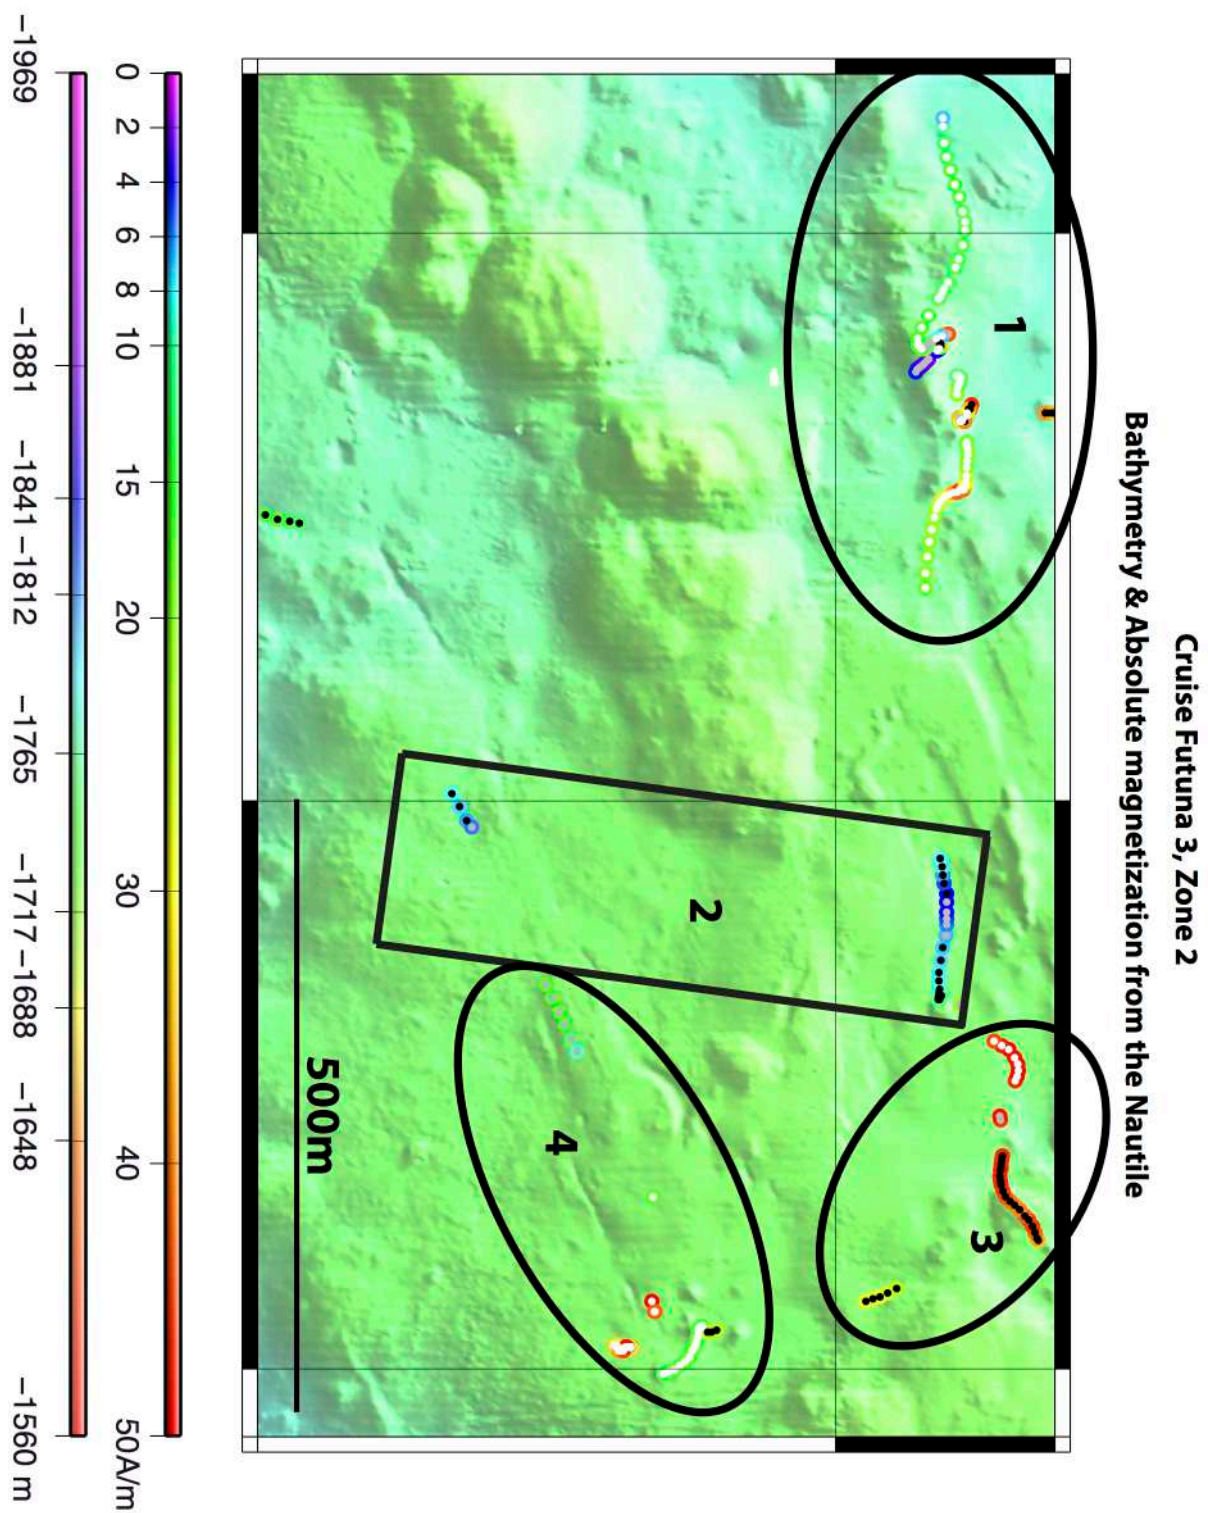 Cruise Futuna 3, Zone 2
Bathymetry & Absolute magnetization from the Nautile
1
2
3
4
500m
0 2 4 6 8 10 15 20 30 40 50A/m
−1969 −1881 −1841 −1812 −1765 −1717 −1688 −1648 −1560 m